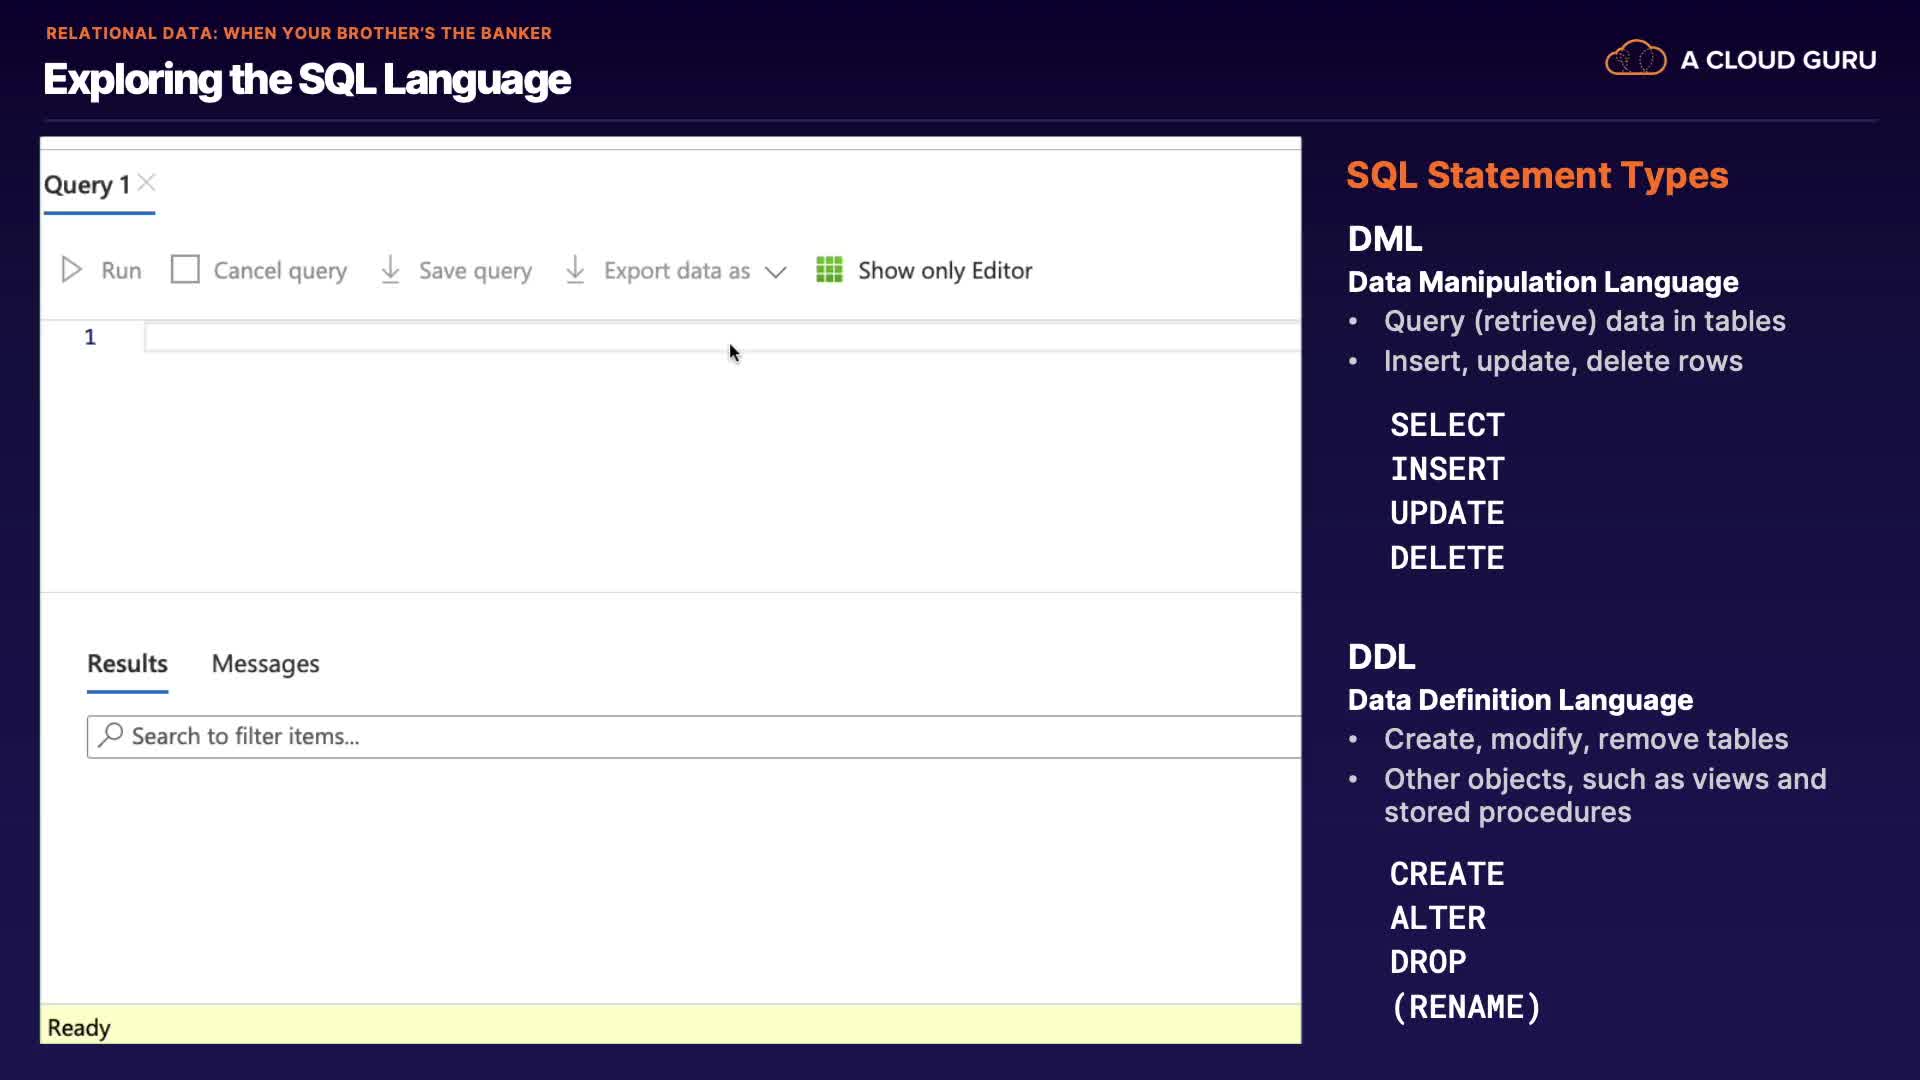 RELATIONAL DATA: WHEN YOUR BROTHER'S THE BANKER
Exploring the SQL Language
A CLOUD GURU
Query 1
Run
Cancel query
Save query
Export data as
Show only Editor
1
Results
Messages
Search to filter items...
Ready
SQL Statement Types
DML
Data Manipulation Language
• Query (retrieve) data in tables
• Insert, update, delete rows
SELECT
INSERT
UPDATE
DELETE
DDL
Data Definition Language
• Create, modify, remove tables
• Other objects, such as views and
stored procedures
CREATE
ALTER
DROP
(RENAME)